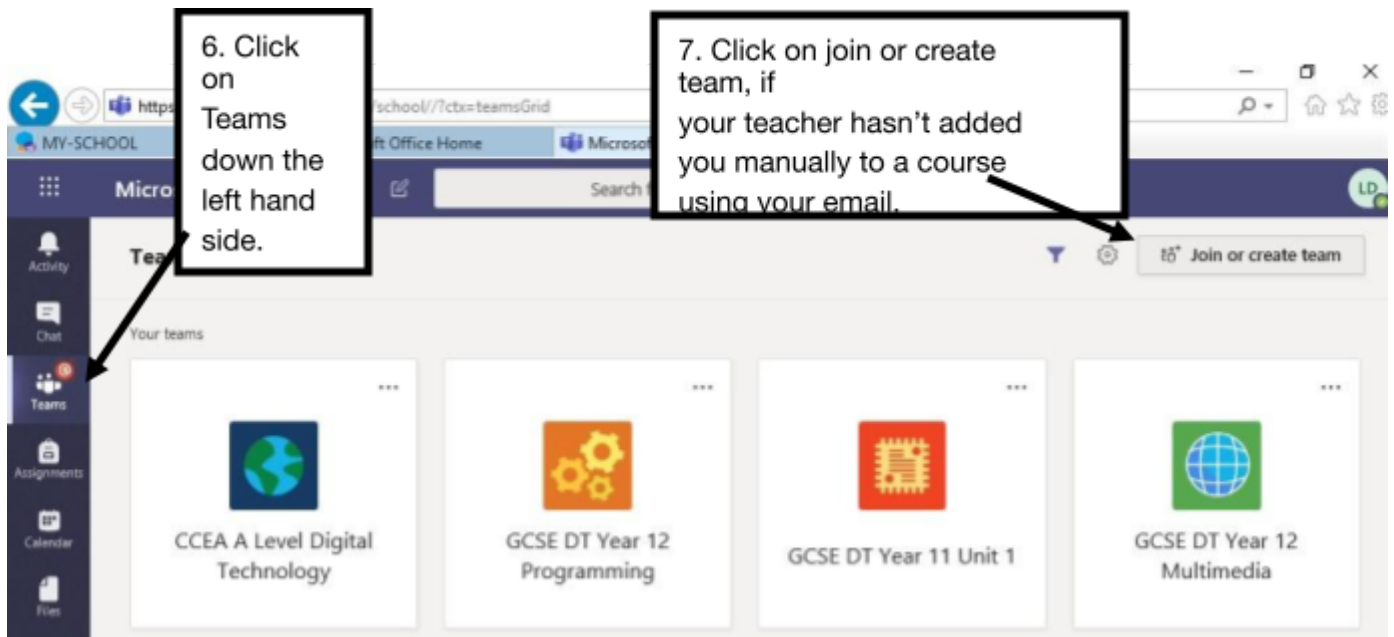 6. Click
on
Teams
down the
left hand
side.
7. Click on join or create
team, if
your teacher hasn't added
you manually to a course
using your email.
https
/school//?ctx=teamsGrid
MY-SCHOOL
ft Office Home
Microsof
Micro
Search
LD
Activity
Tea
Join or create team
Chat
Your teams
Teams
Assignments
Calendar
Files
CCEA A Level Digital
Technology
GCSE DT Year 12
Programming
GCSE DT Year 11 Unit 1
GCSE DT Year 12
Multimedia